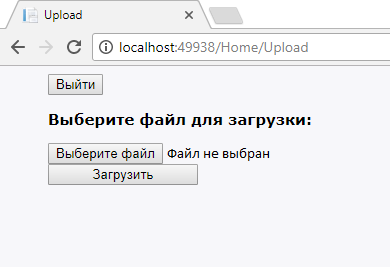 Upload
localhost:49938/Home/Upload
Выйти
Выберите файл для загрузки:
Выберите файл Файл не выбран
Загрузить